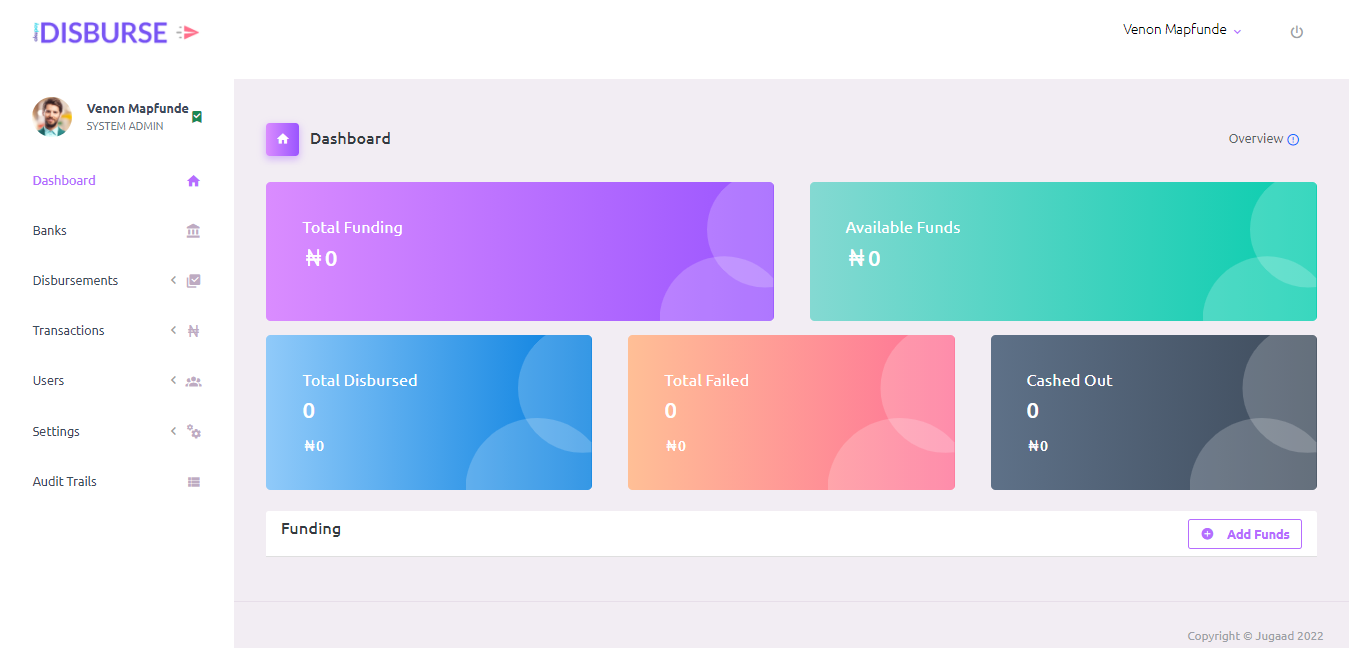 DISBURSE
Venon Mapfunde
Venon Mapfunde
SYSTEM ADMIN
Dashboard
Banks
Disbursements
Transactions
Users
Settings
Audit Trails
Dashboard
Overview
Total Funding
₦0
Available Funds
₦0
Total Disbursed
0
₦0
Total Failed
0
₦0
Cashed Out
0
₦0
Funding
Add Funds
Copyright © Jugaad 2022